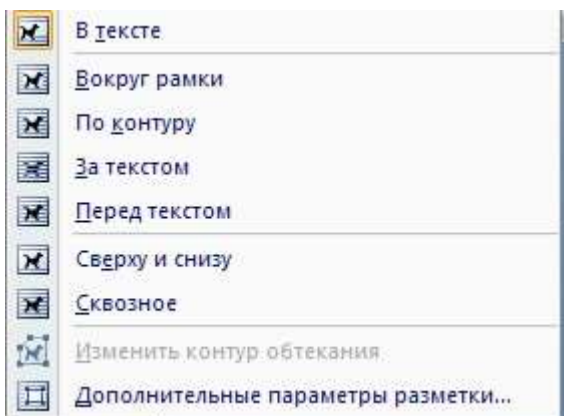 В тексте
Вокруг рамки
По контуру
За текстом
Перед текстом
Сверху и снизу
Сквозное
Изменить контур обтекания
Дополнительные параметры разметки...